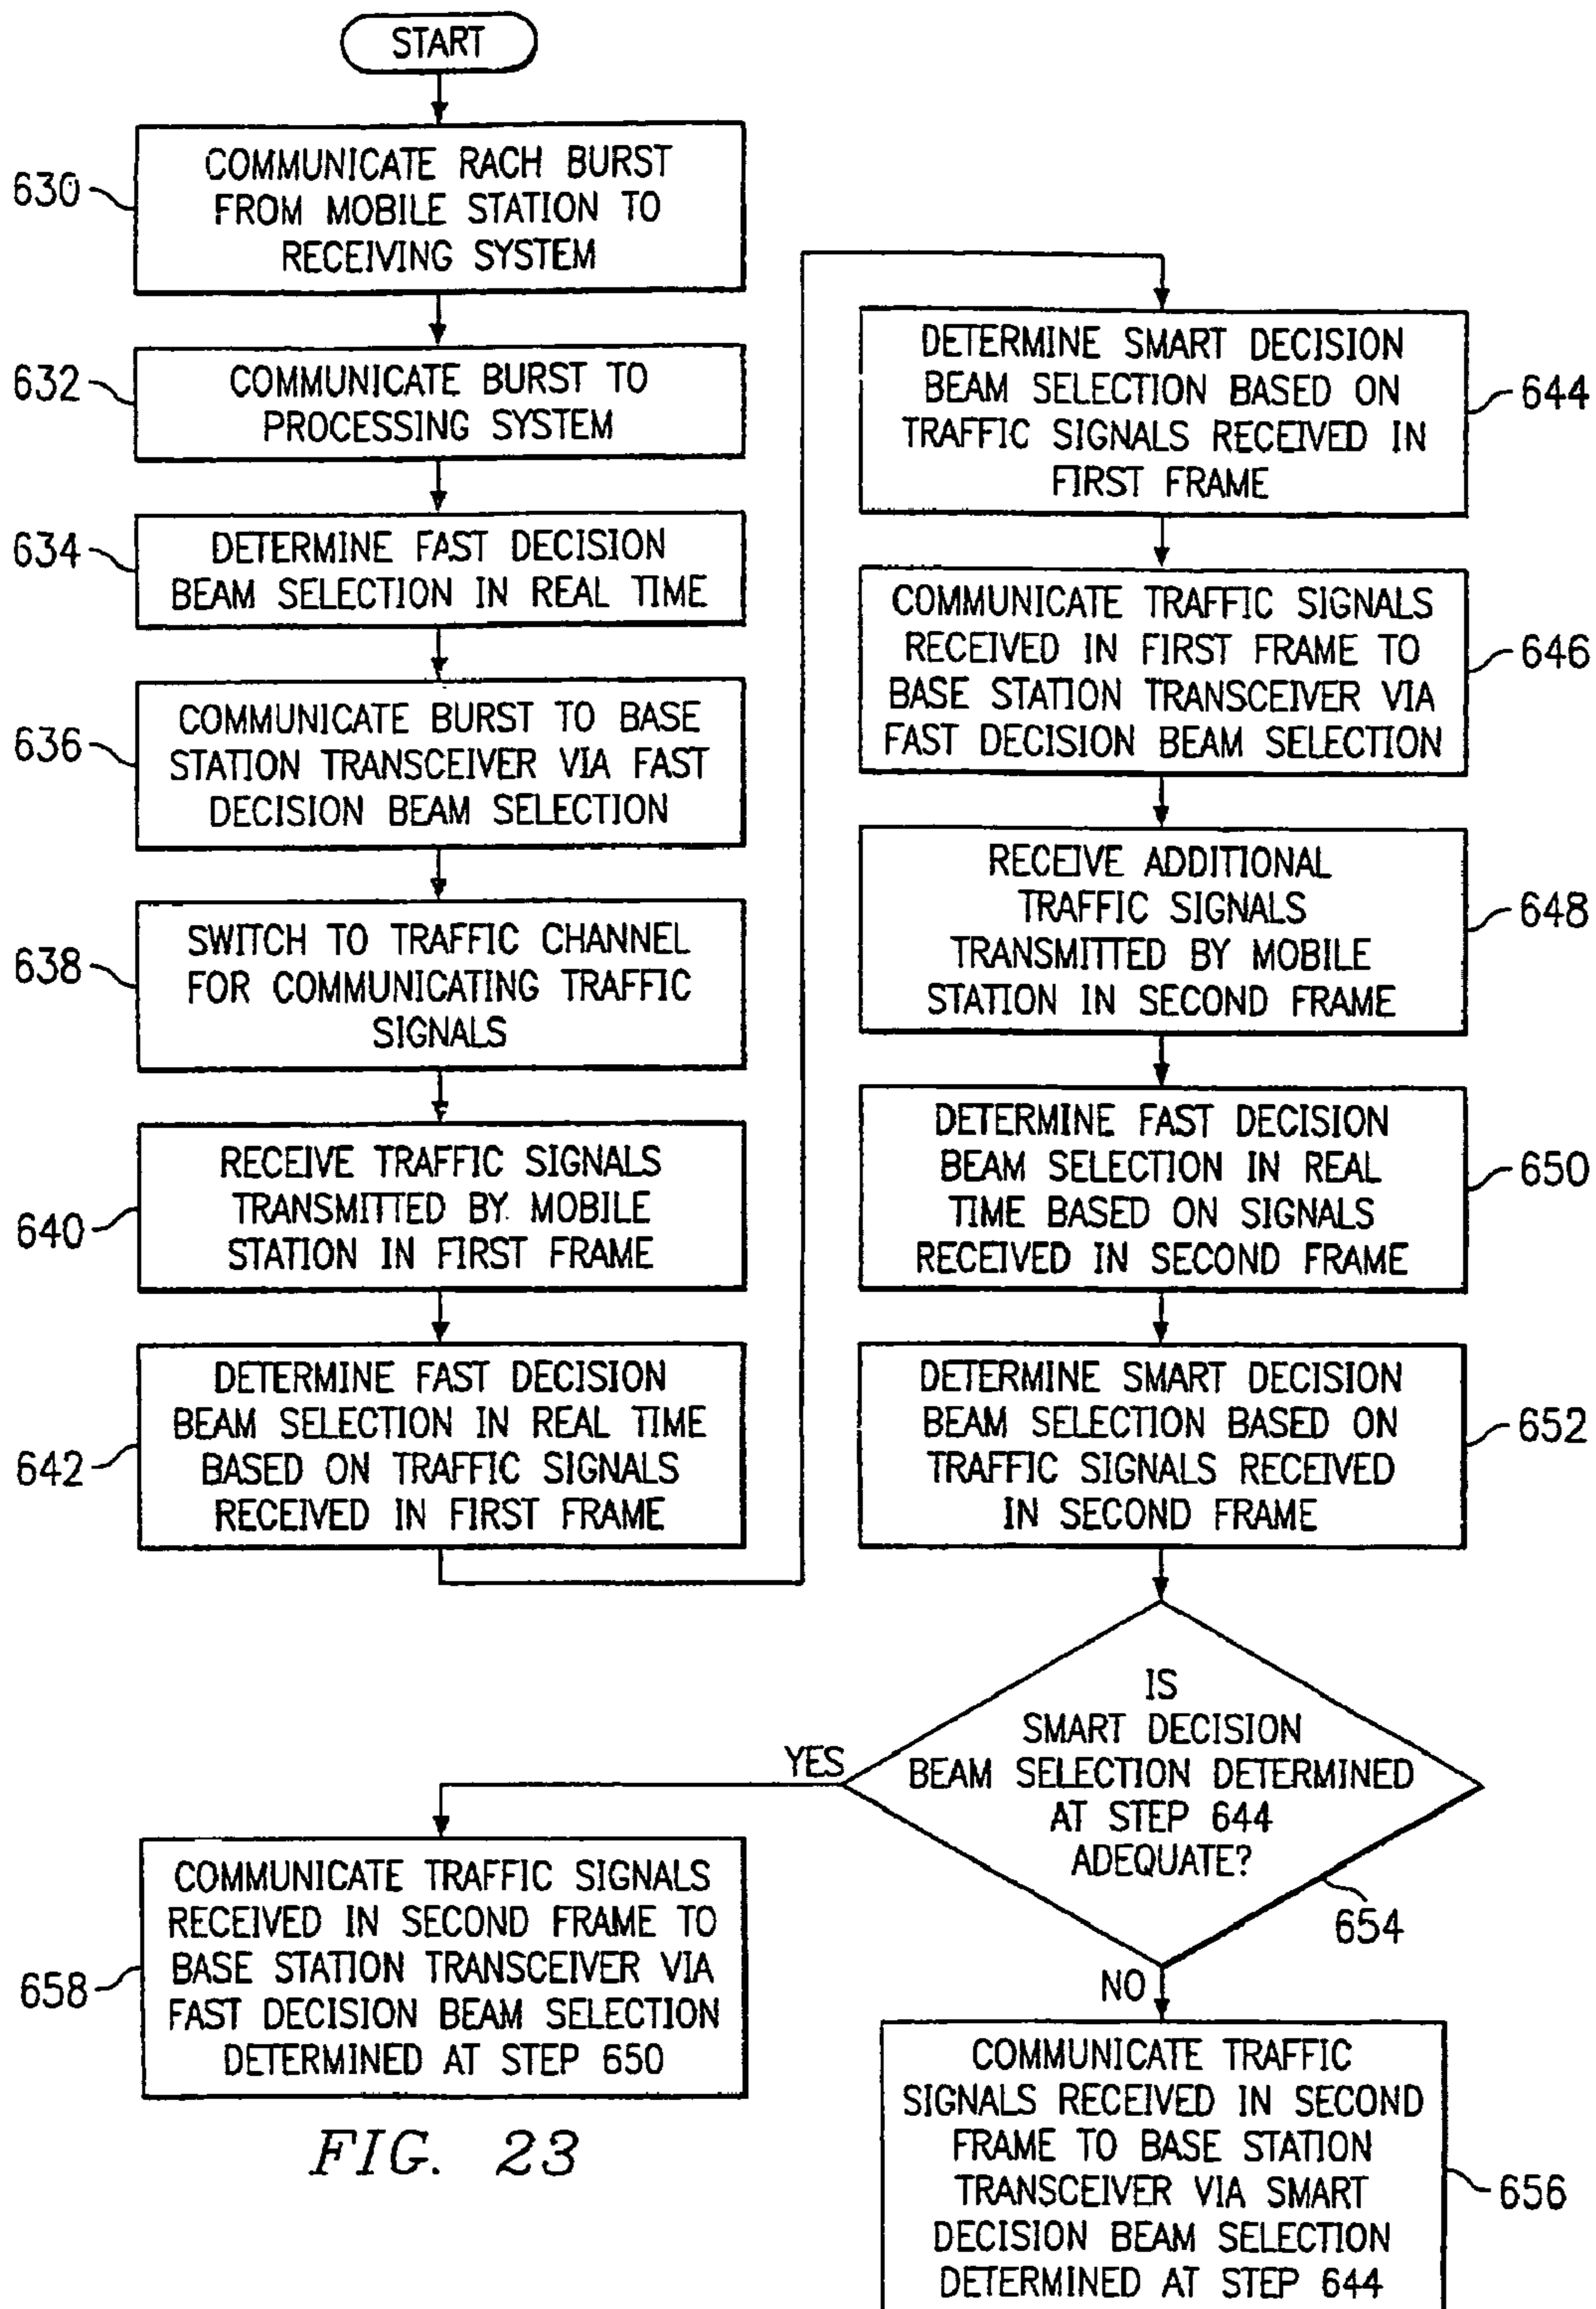 START
630
COMMUNICATE RACH BURST
FROM MOBILE STATION TO
RECEIVING SYSTEM
632
COMMUNICATE BURST TO
PROCESSING SYSTEM
634
DETERMINE FAST DECISION
BEAM SELECTION IN REAL TIME
636
COMMUNICATE BURST TO BASE
STATION TRANSCEIVER VIA FAST
DECISION BEAM SELECTION
638
SWITCH TO TRAFFIC CHANNEL
FOR COMMUNICATING TRAFFIC
SIGNALS
640
RECEIVE TRAFFIC SIGNALS
TRANSMITTED BY MOBILE
STATION IN FIRST FRAME
642
DETERMINE FAST DECISION
BEAM SELECTION IN REAL TIME
BASED ON TRAFFIC SIGNALS
RECEIVED IN FIRST FRAME
DETERMINE SMART DECISION
BEAM SELECTION BASED ON
TRAFFIC SIGNALS RECEIVED IN
FIRST FRAME
644
COMMUNICATE TRAFFIC SIGNALS
RECEIVED IN FIRST FRAME TO
BASE STATION TRANSCEIVER VIA
FAST DECISION BEAM SELECTION
646
RECEIVE ADDITIONAL
TRAFFIC SIGNALS
TRANSMITTED BY MOBILE
STATION IN SECOND FRAME
648
DETERMINE FAST DECISION
BEAM SELECTION IN REAL
TIME BASED ON SIGNALS
RECEIVED IN SECOND FRAME
650
DETERMINE SMART DECISION
BEAM SELECTION BASED ON
TRAFFIC SIGNALS RECEIVED
IN SECOND FRAME
652
IS
SMART DECISION
BEAM SELECTION DETERMINED
AT STEP 644
ADEQUATE?
654
YES
NO
658
COMMUNICATE TRAFFIC SIGNALS
RECEIVED IN SECOND FRAME TO
BASE STATION TRANSCEIVER VIA
FAST DECISION BEAM SELECTION
DETERMINED AT STEP 650
COMMUNICATE TRAFFIC
SIGNALS RECEIVED IN SECOND
FRAME TO BASE STATION
TRANSCEIVER VIA SMART
DECISION BEAM SELECTION
DETERMINED AT STEP 644
656
FIG. 23